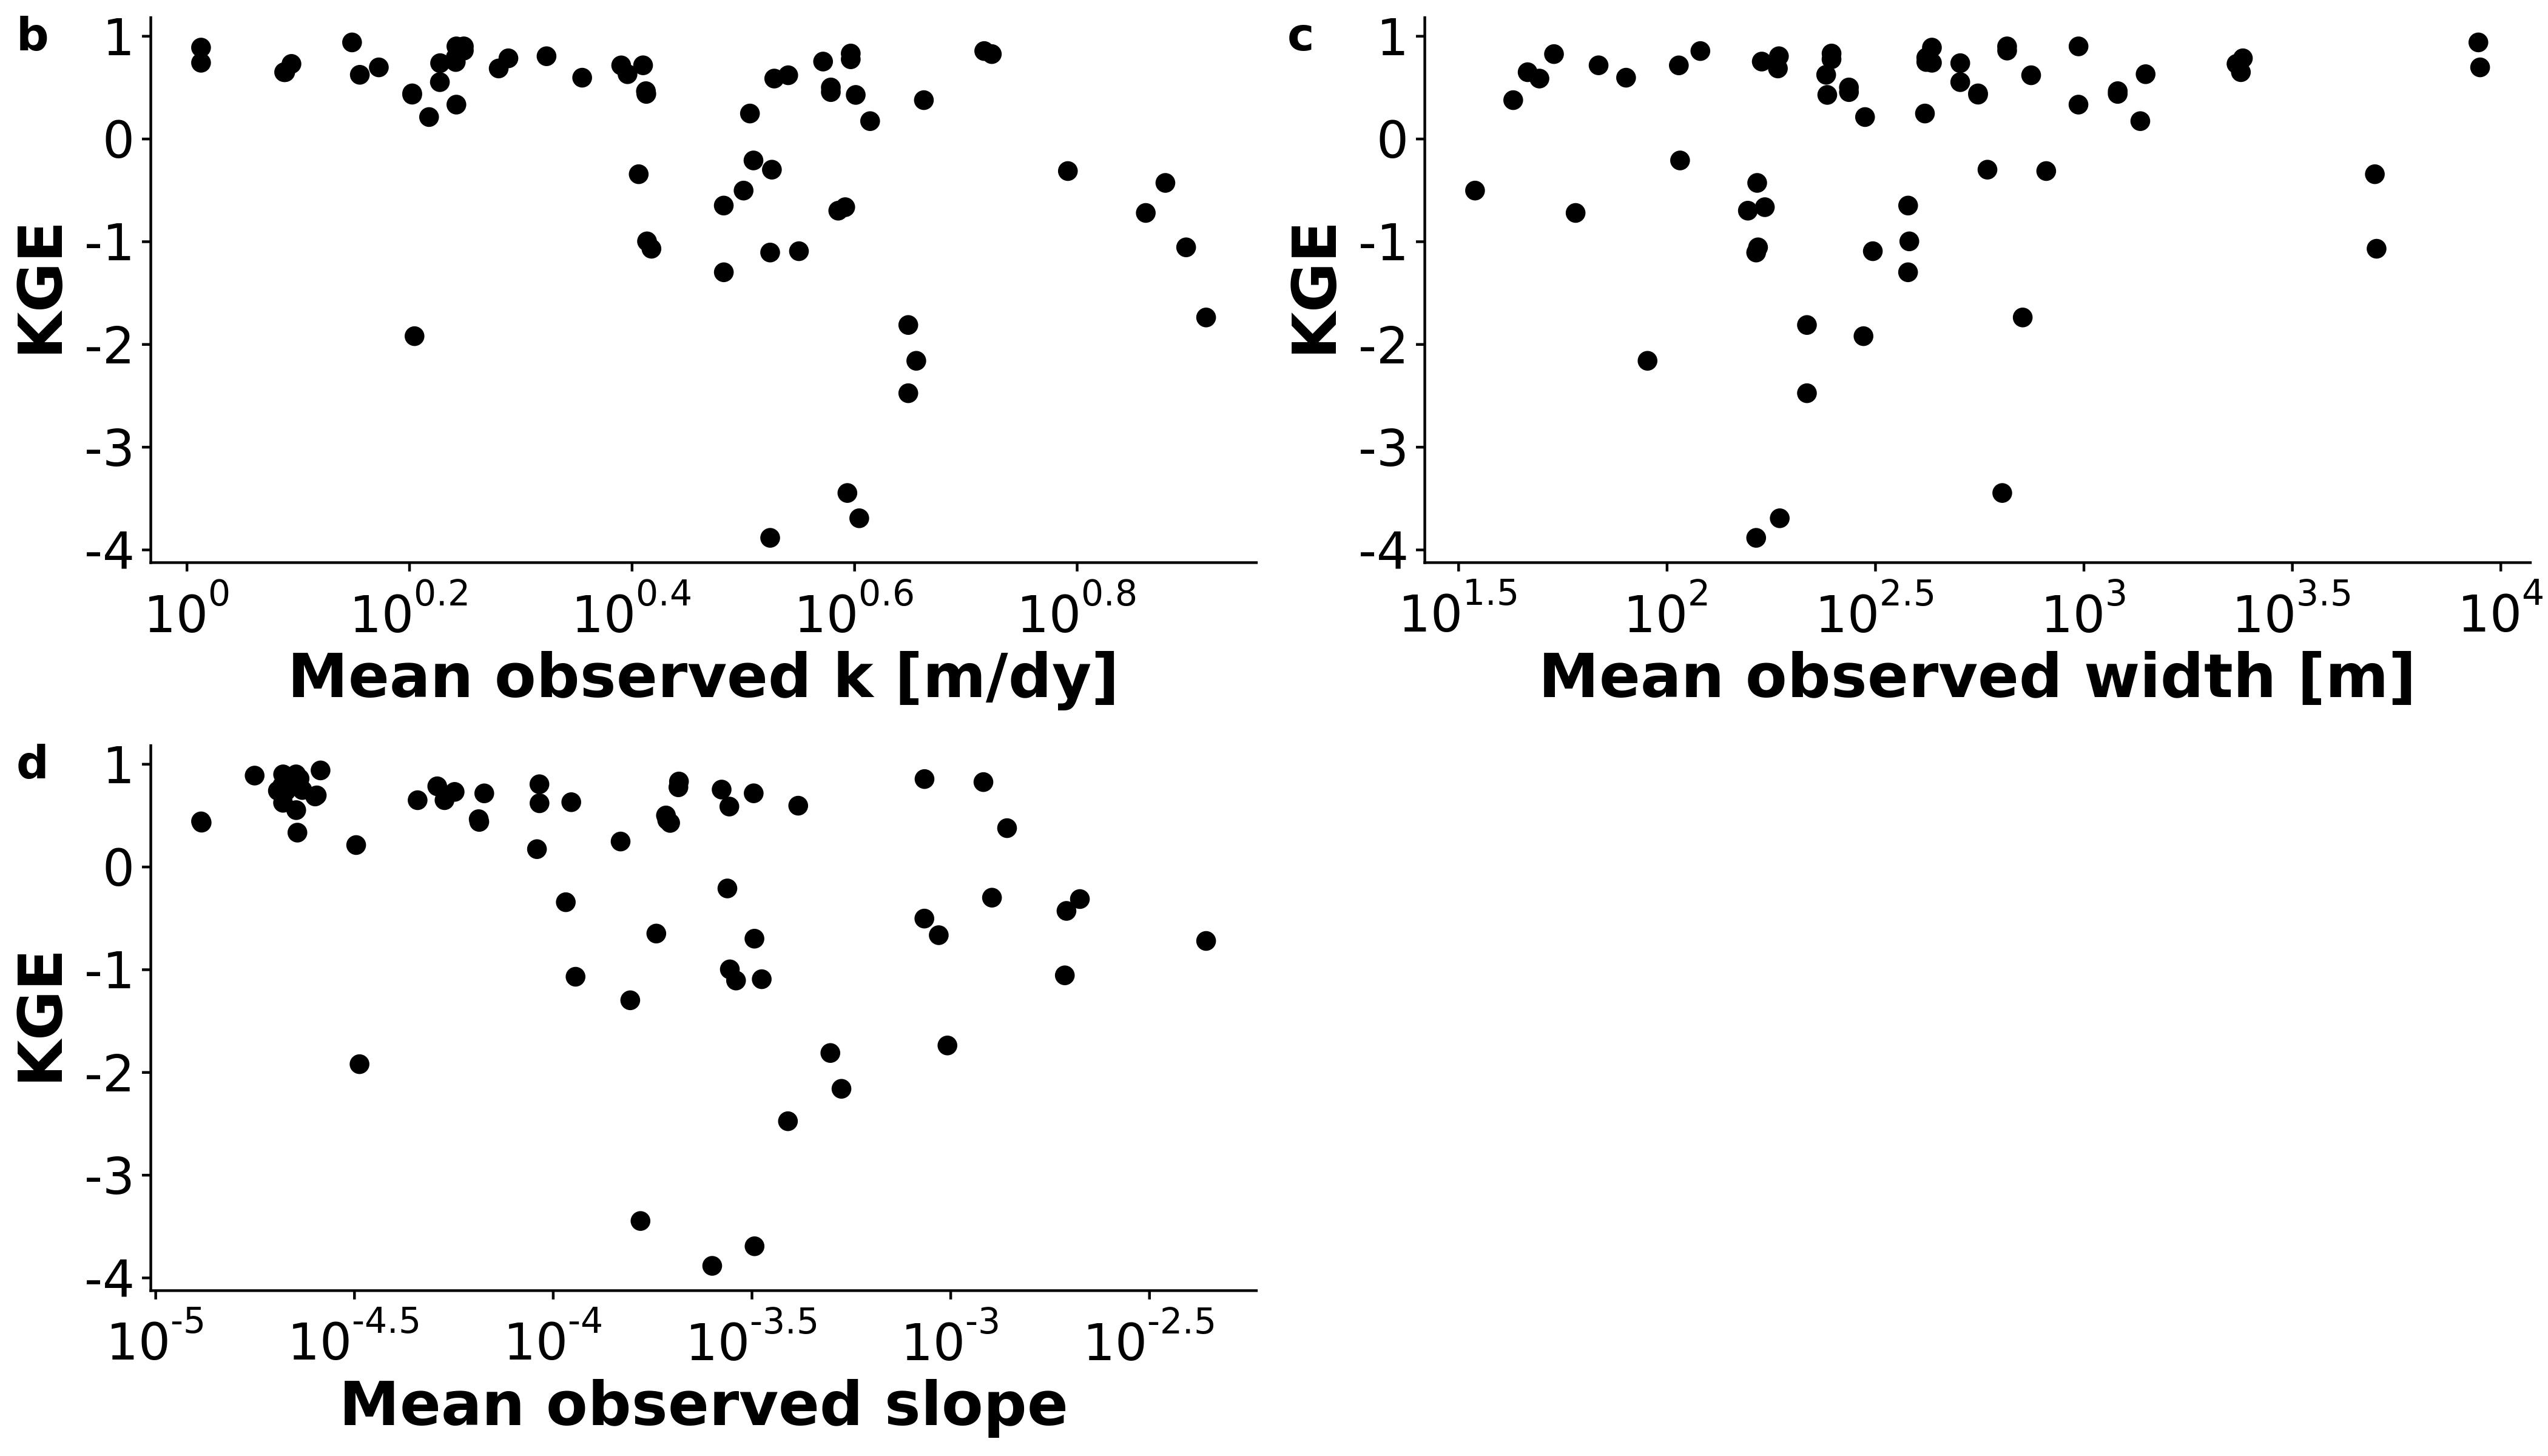 b
1
0
-1
-2
-3
-4
KGE
10^0 10^0.2 10^0.4 10^0.6 10^0.8
Mean observed k [m/dy]
c
1
0
-1
-2
-3
-4
KGE
10^1.5 10^2 10^2.5 10^3 10^3.5 10^4
Mean observed width [m]
d
1
0
-1
-2
-3
-4
KGE
10^-5 10^-4.5 10^-4 10^-3.5 10^-3 10^-2.5
Mean observed slope